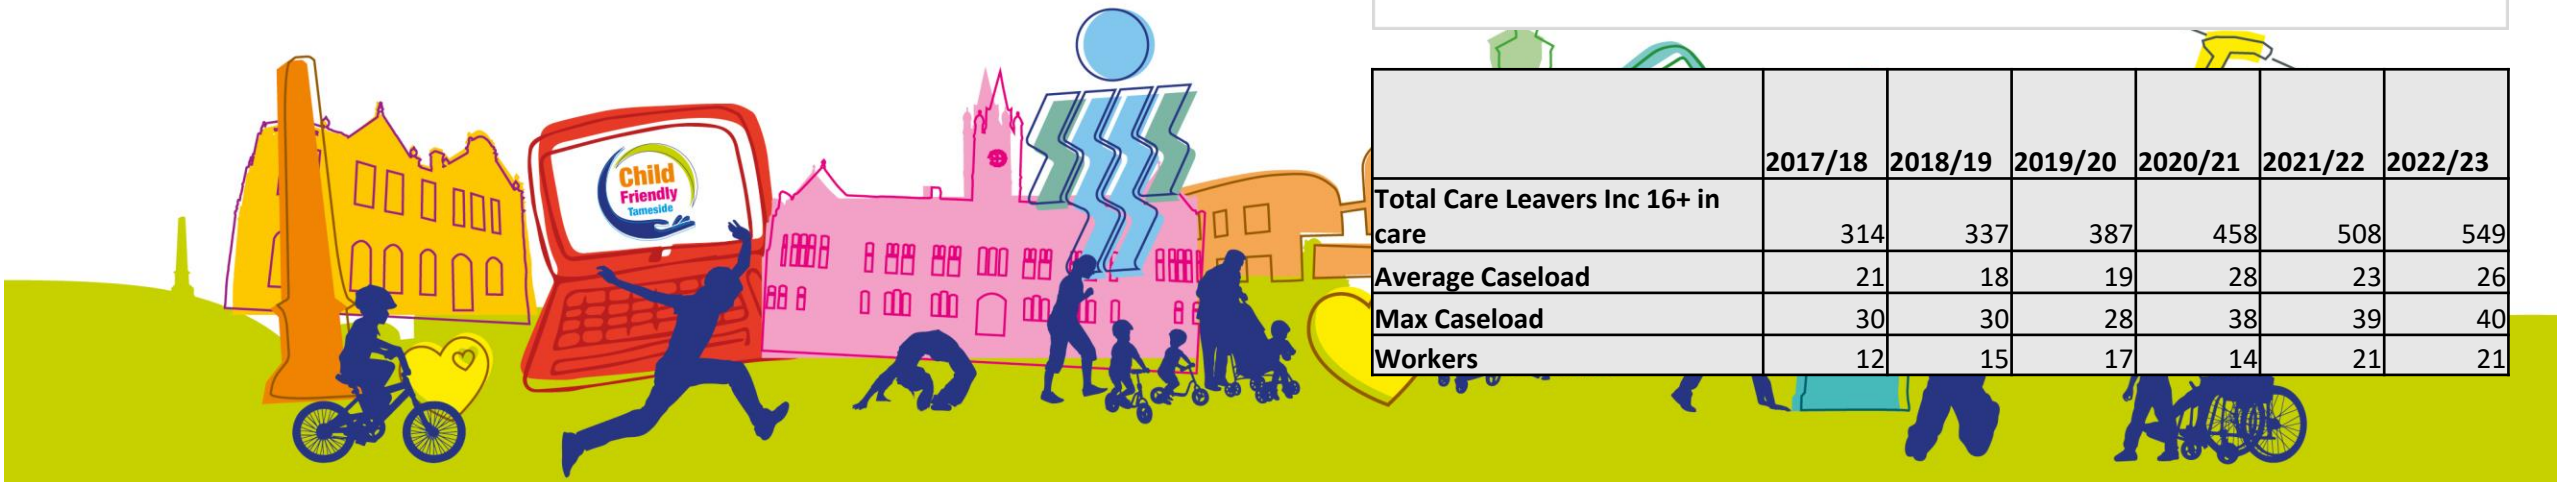 Child
Friendly
Tameside
2017/18 2018/19 2019/20 2020/21 2021/22 2022/23
Total Care Leavers Inc 16+ in
care 314 337 387 458 508 549
Average Caseload 21 18 19 28 23 26
Max Caseload 30 30 28 38 39 40
Workers 12 15 17 14 21 21